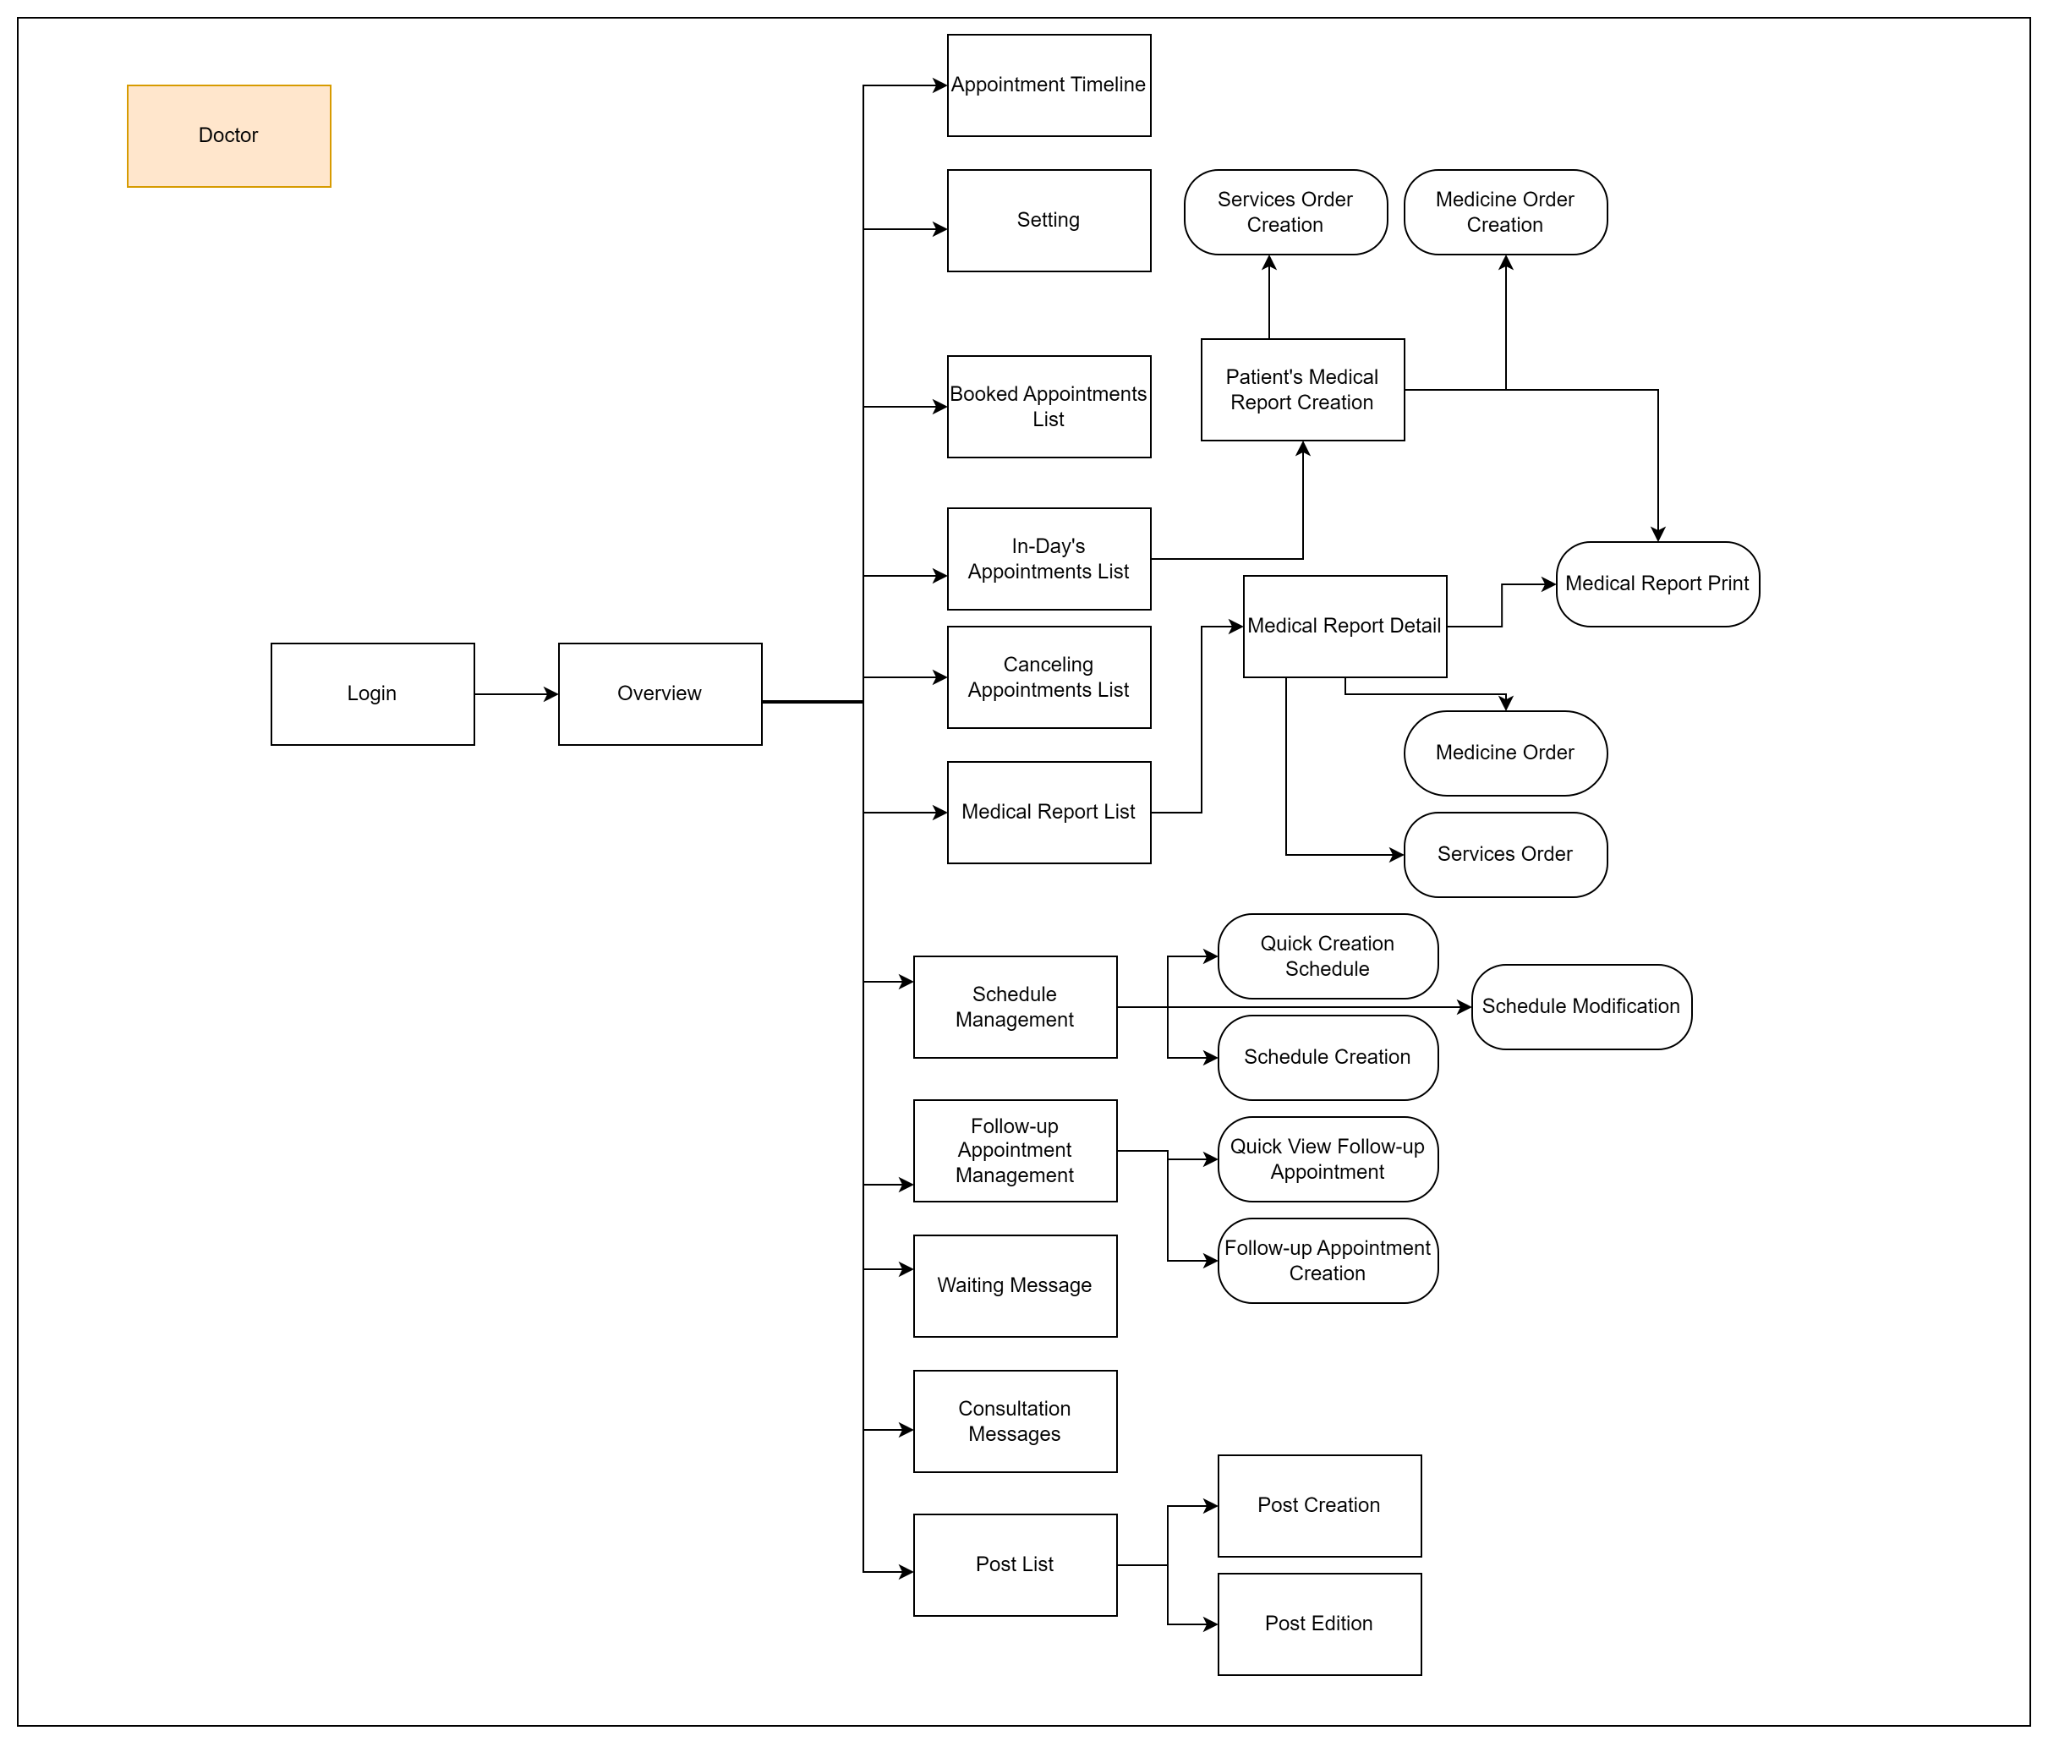 Doctor
Appointment Timeline
Setting
Services Order
Creation
Medicine Order
Creation
Booked Appointments
List
Patient's Medical
Report Creation
In-Day's
Appointments List
Medical Report Print
Login
Overview
Canceling
Appointments List
Medical Report Detail
Medicine Order
Medical Report List
Services Order
Schedule
Management
Quick Creation
Schedule
Schedule Modification
Schedule Creation
Follow-up
Appointment
Management
Quick View Follow-up
Appointment
Follow-up Appointment
Creation
Waiting Message
Consultation
Messages
Post List
Post Creation
Post Edition